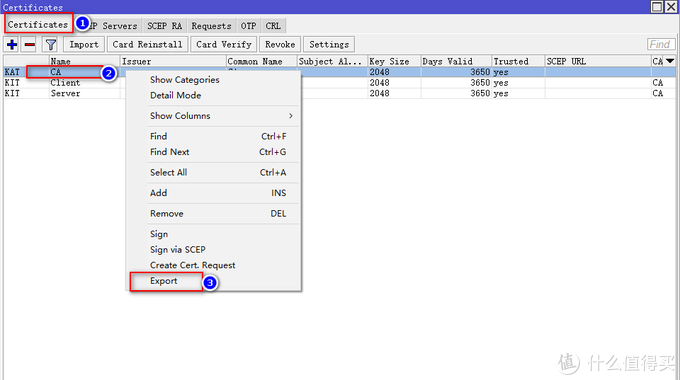 Certificates
Certificates 1 P Servers SCEP RA Requests OTP CRL
Import Card Reinstall Card Verify Revoke Settings Find
Name Issuer Common Name Subject Al... Key Size Days Valid Trusted SCEP URL CA
KAT CA 2 2048 3650 yes
KIT Client 2048 3650 yes CA
KIT Server 2048 3650 yes CA
Show Categories
Detail Mode
Show Columns
Find Ctrl+F
Find Next Ctrl+G
Select All Ctrl+A
Add INS
Remove DEL
Sign
Sign via SCEP
Create Cert. Request
Export 3
值 什么值得买